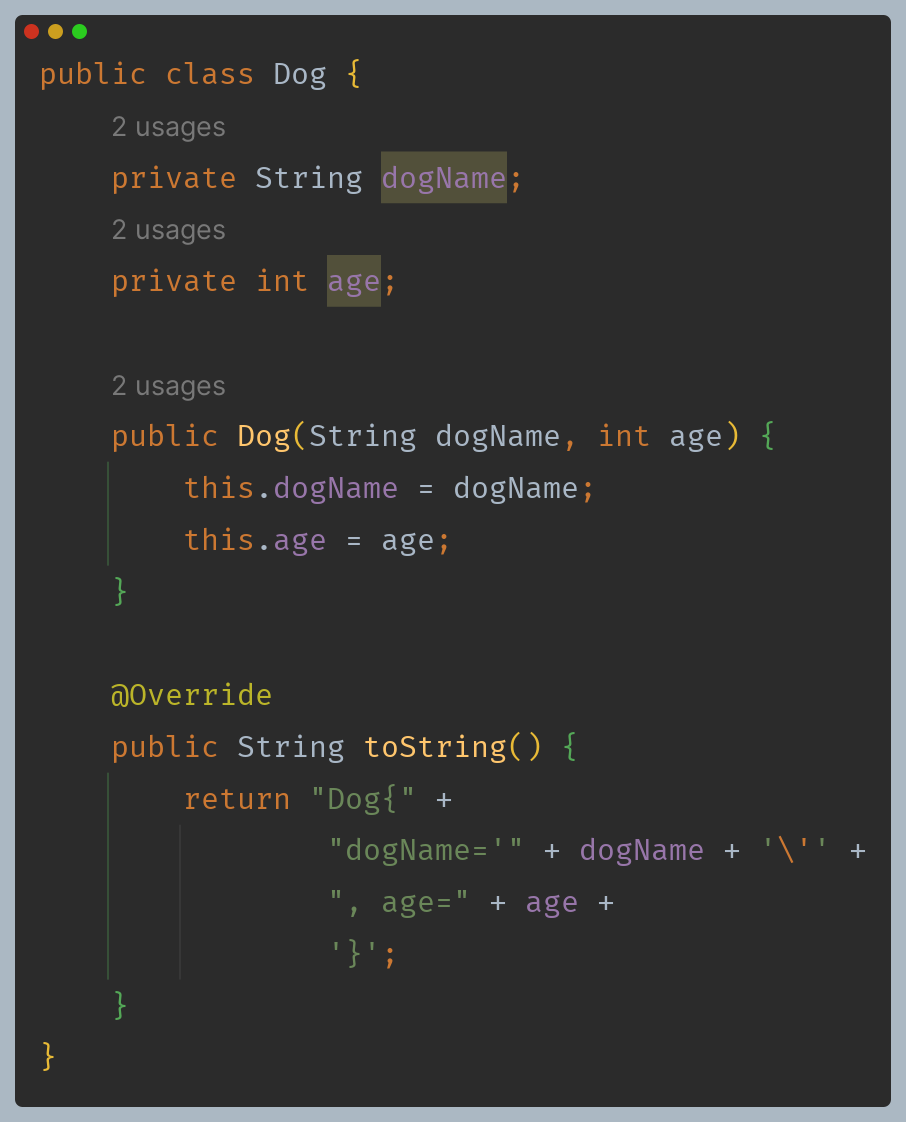 public class Dog {
2 usages
private String dogName;
2 usages
private int age;
2 usages
public Dog(String dogName, int age) {
this.dogName = dogName;
this.age = age;
}
@Override
public String toString() {
return "Dog{" +
"dogName='" + dogName + '\'' +
", age=" + age +
'}';
}
}